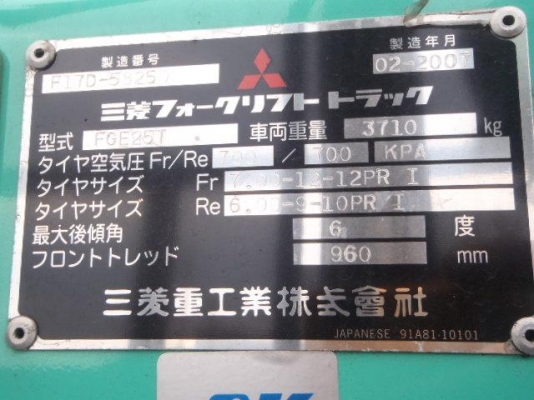 製造番号
製造年月
F17D-5825
02-2007
三菱フォークリフトトラック
型式 FGE25T 車両重量 3710 kg
タイヤ空気圧 Fr/Re 700 / 700 KPA
タイヤサイズ Fr 7.00-12-12PR I
タイヤサイズ Re 6.00-9-10PR I
最大後傾角 6 度
フロントトレッド 960 mm
三菱重工業株式會社
JAPANESE 91A81-10101